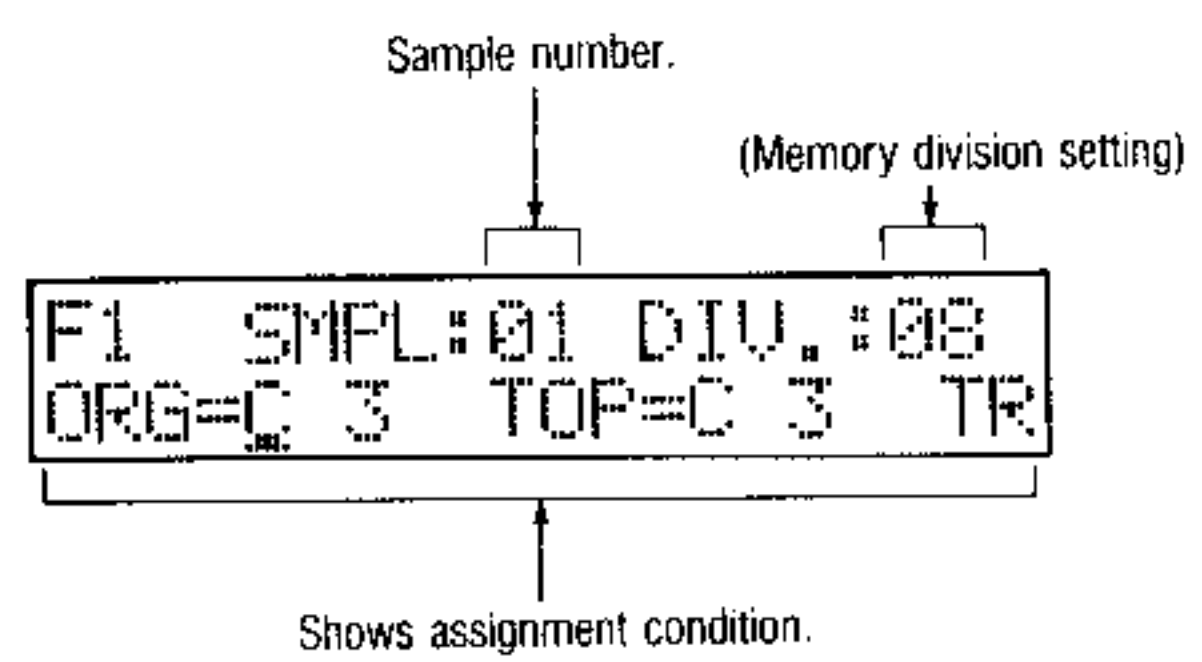 Sample number.
(Memory division setting)
F1 SMPL:01 DIV.:08
ORG=C 3 TOP=C 3 TR
Shows assignment condition.